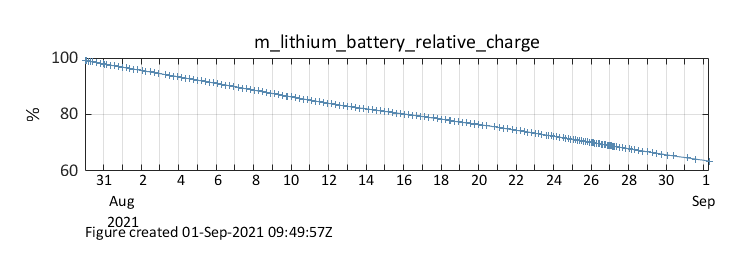 m_lithium_battery_relative_charge
100
80
60
%
31 2 4 6 8 10 12 14 16 18 20 22 24 26 28 30 1
Aug Sep
2021
Figure created 01-Sep-2021 09:49:57Z